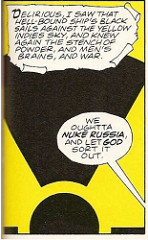 DELIRIOUS, I SAW THAT
HELL-BOUND SHIP'S BLACK
SAILS AGAINST THE YELLOW
INDIES SKY, AND KNEW
AGAIN THE STENCH OF
POWDER, AND MEN'S
BRAINS, AND WAR.
WE
OUGHTTA
NUKE RUSSIA,
AND LET GOD
SORT IT
OUT.